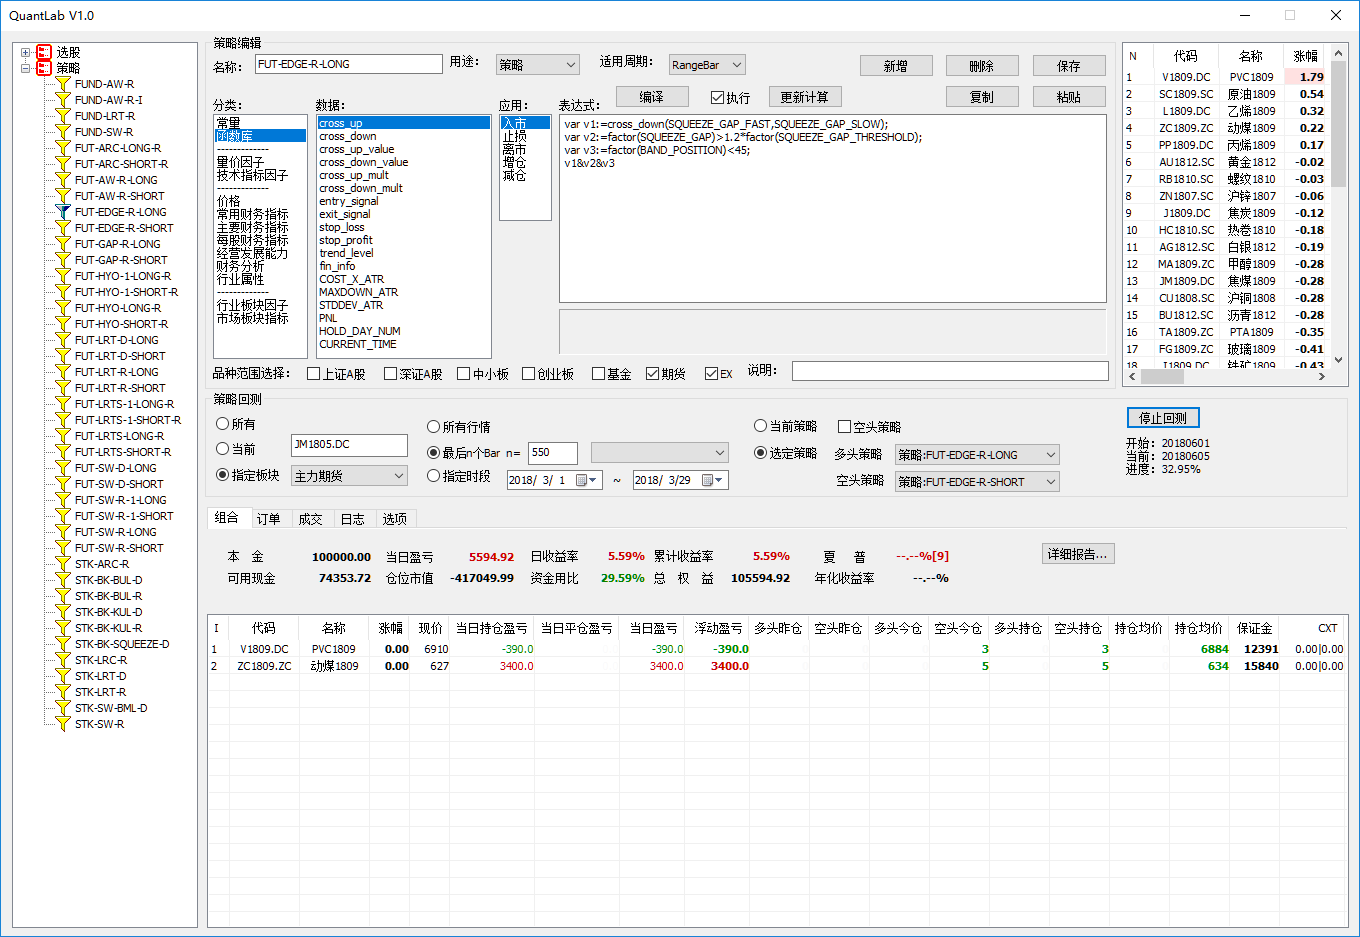 QuantLab V1.0
选股
策略
FUND-AW-R
FUND-AW-R-I
FUND-LRT-R
FUND-SW-R
FUT-ARC-LONG-R
FUT-ARC-SHORT-R
FUT-AW-R-LONG
FUT-AW-R-SHORT
FUT-EDGE-R-LONG
FUT-EDGE-R-SHORT
FUT-GAP-R-LONG
FUT-GAP-R-SHORT
FUT-HYO-1-LONG-R
FUT-HYO-1-SHORT-R
FUT-HYO-LONG-R
FUT-HYO-SHORT-R
FUT-LRT-D-LONG
FUT-LRT-D-SHORT
FUT-LRT-R-LONG
FUT-LRT-R-SHORT
FUT-LRTS-1-LONG-R
FUT-LRTS-1-SHORT-R
FUT-LRTS-LONG-R
FUT-LRTS-SHORT-R
FUT-SW-D-LONG
FUT-SW-D-SHORT
FUT-SW-R-1-LONG
FUT-SW-R-1-SHORT
FUT-SW-R-LONG
FUT-SW-R-SHORT
STK-ARC-R
STK-BK-BUL-D
STK-BK-BUL-R
STK-BK-KUL-D
STK-BK-KUL-R
STK-BK-SQUEEZE-D
STK-LRC-R
STK-LRT-D
STK-LRT-R
STK-SW-BML-D
STK-SW-R
策略编辑
名称: FUT-EDGE-R-LONG 用途: 策略 适用周期: RangeBar 新增 删除 保存
编译 执行 更新计算 复制 粘贴
分类: 数据: 应用: 表达式:
常量
函数库
-------------
量价因子
技术指标因子
-------------
价格
常用财务指标
主要财务指标
每股财务指标
经营发展能力
财务分析
行业属性
-------------
行业板块因子
市场板块指标
cross_up
cross_down
cross_up_value
cross_down_value
cross_up_mult
cross_down_mult
entry_signal
exit_signal
stop_loss
stop_profit
trend_level
fin_info
COST_X_ATR
MAXDOWN_ATR
STDDEV_ATR
PNL
HOLD_DAY_NUM
CURRENT_TIME
入市
止损
离市
增仓
减仓
var v1:=cross_down(SQUEEZE_GAP_FAST,SQUEEZE_GAP_SLOW);
var v2:=factor(SQUEEZE_GAP)>1.2*factor(SQUEEZE_GAP_THRESHOLD);
var v3:=factor(BAND_POSITION)<45;
v1&v2&v3
品种范围选择: 上证A股 深证A股 中小板 创业板 基金 期货 EX 说明:
N 代码 名称 涨幅
1 V1809.DC PVC1809 1.79
2 SC1809.SC 原油1809 0.54
3 L1809.DC 乙烯1809 0.32
4 ZC1809.ZC 动煤1809 0.22
5 PP1809.DC 丙烯1809 0.17
6 AU1812.SC 黄金1812 -0.02
7 RB1810.SC 螺纹1810 -0.03
8 ZN1807.SC 沪锌1807 -0.06
9 J1809.DC 焦炭1809 -0.12
10 HC1810.SC 热卷1810 -0.18
11 AG1812.SC 白银1812 -0.19
12 MA1809.ZC 甲醇1809 -0.28
13 JM1809.DC 焦煤1809 -0.28
14 CU1808.SC 沪铜1808 -0.28
15 BU1812.SC 沥青1812 -0.28
16 TA1809.ZC PTA1809 -0.35
17 FG1809.ZC 玻璃1809 -0.41
18 I1809.DC 铁矿1809 -0.43
策略回测
所有 所有行情 当前策略 空头策略
当前 JM1805.DC 最后n个Bar n= 550 选定策略 多头策略 策略:FUT-EDGE-R-LONG
指定板块 主力期货 指定时段 2018/ 3/ 1 ~ 2018/ 3/29 空头策略 策略:FUT-EDGE-R-SHORT
停止回测
开始: 20180601
当前: 20180605
进度: 32.95%
组合 订单 成交 日志 选项
本 金 100000.00 当日盈亏 5594.92 日收益率 5.59% 累计收益率 5.59% 夏 普 --.--%[9] 详细报告...
可用现金 74353.72 仓位市值 -417049.99 资金用比 29.59% 总 权 益 105594.92 年化收益率 --.--%
I 代码 名称 涨幅 现价 当日持仓盈亏 当日平仓盈亏 当日盈亏 浮动盈亏 多头昨仓 空头昨仓 多头今仓 空头今仓 多头持仓 空头持仓 持仓均价 持仓均价 保证金 CXT
1 V1809.DC PVC1809 0.00 6910 -390.0 -390.0 -390.0 3 3 6884 12391 0.00|0.00
2 ZC1809.ZC 动煤1809 0.00 627 3400.0 3400.0 3400.0 5 5 634 15840 0.00|0.00